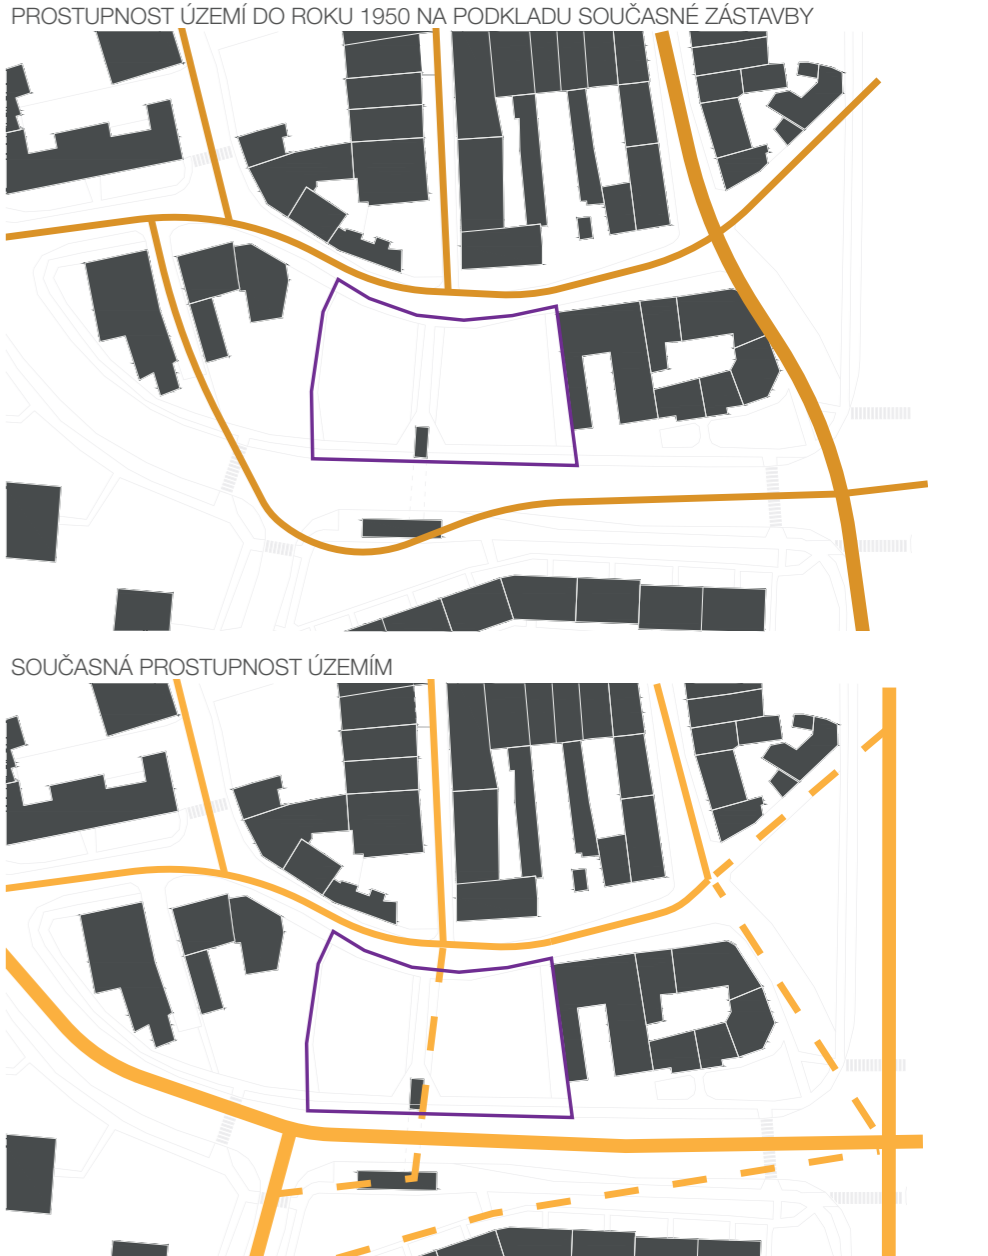 PROSTUPNOST ÚZEMÍ DO ROKU 1950 NA PODKLADU SOUČASNÉ ZÁSTAVBY
SOUČASNÁ PROSTUPNOST ÚZEMÍM